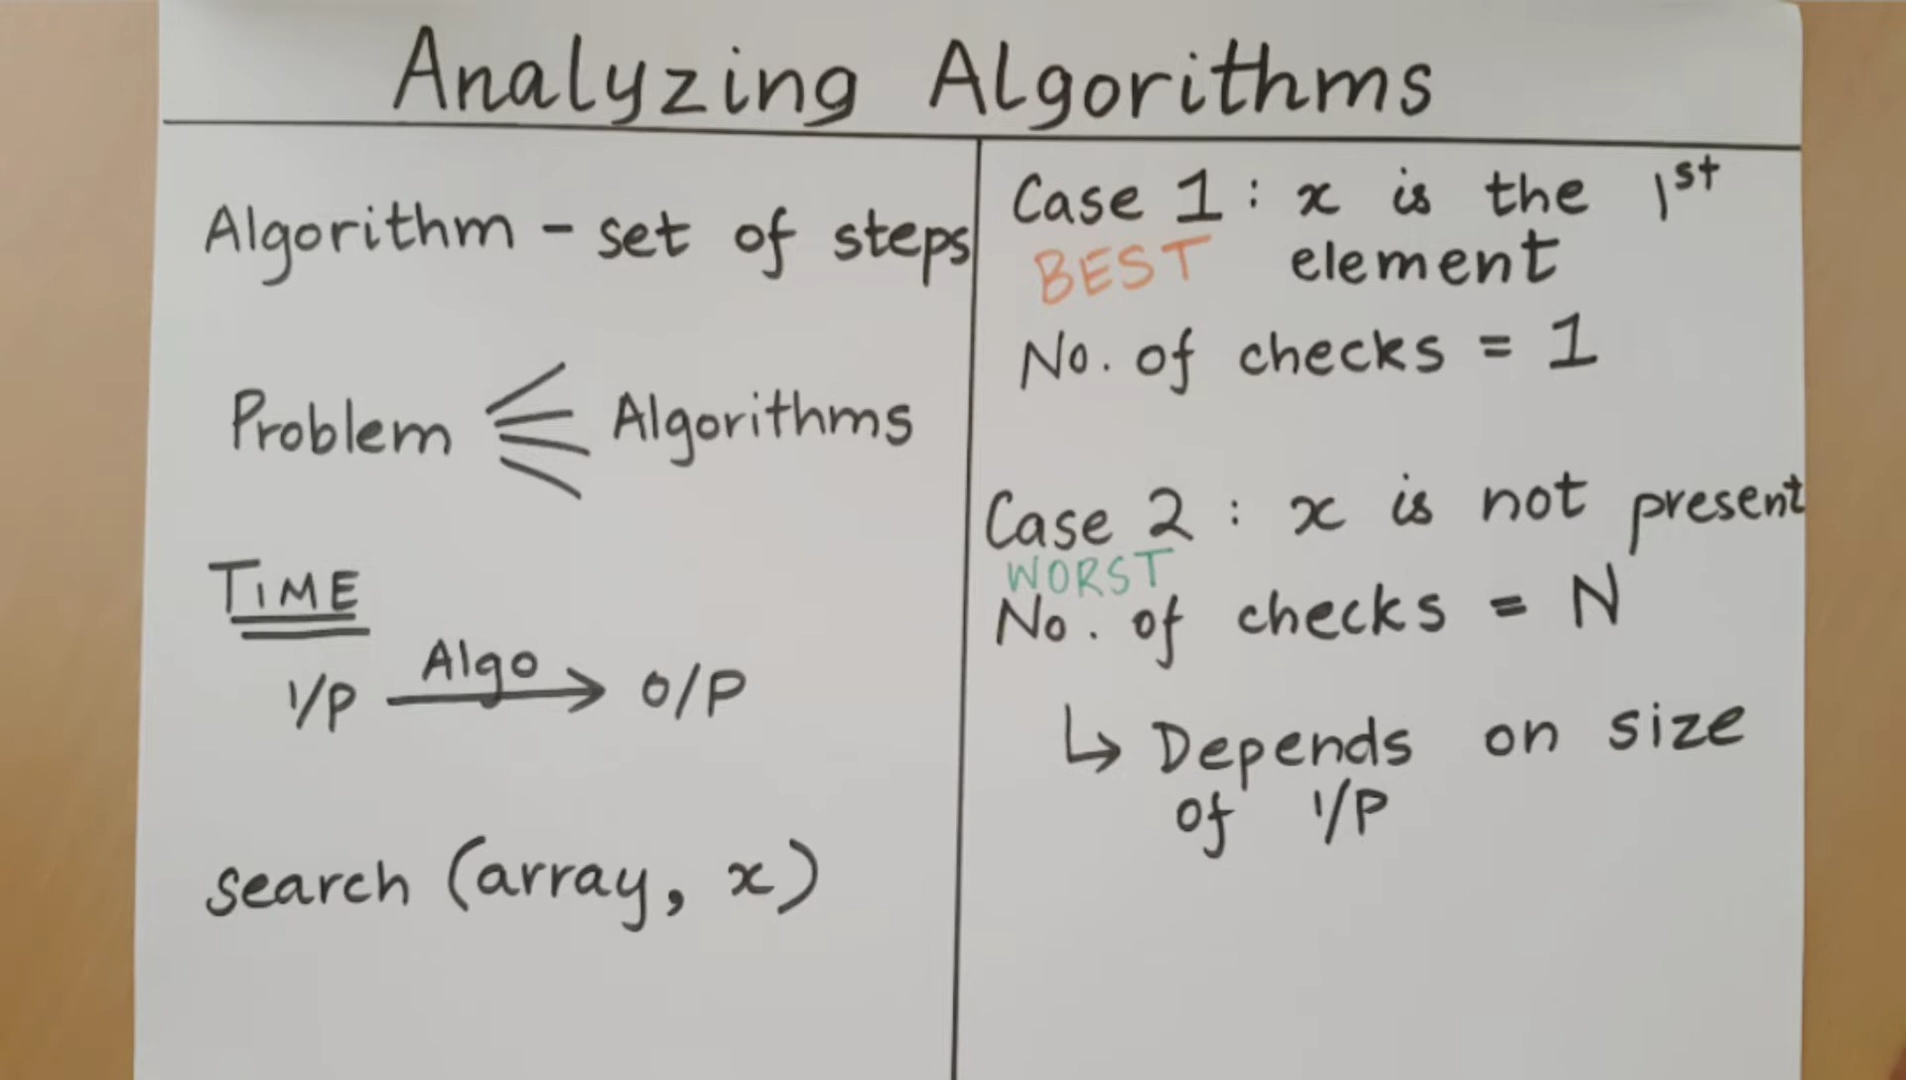 Analyzing Algorithms
Algorithm - set of steps
Problem Algorithms
TIME
I/P Algo O/P
search (array, x)
Case 1 : x is the 1st
BEST element
No. of checks = 1
Case 2 : x is not present
WORST
No. of checks = N
↳ Depends on size
of I/P